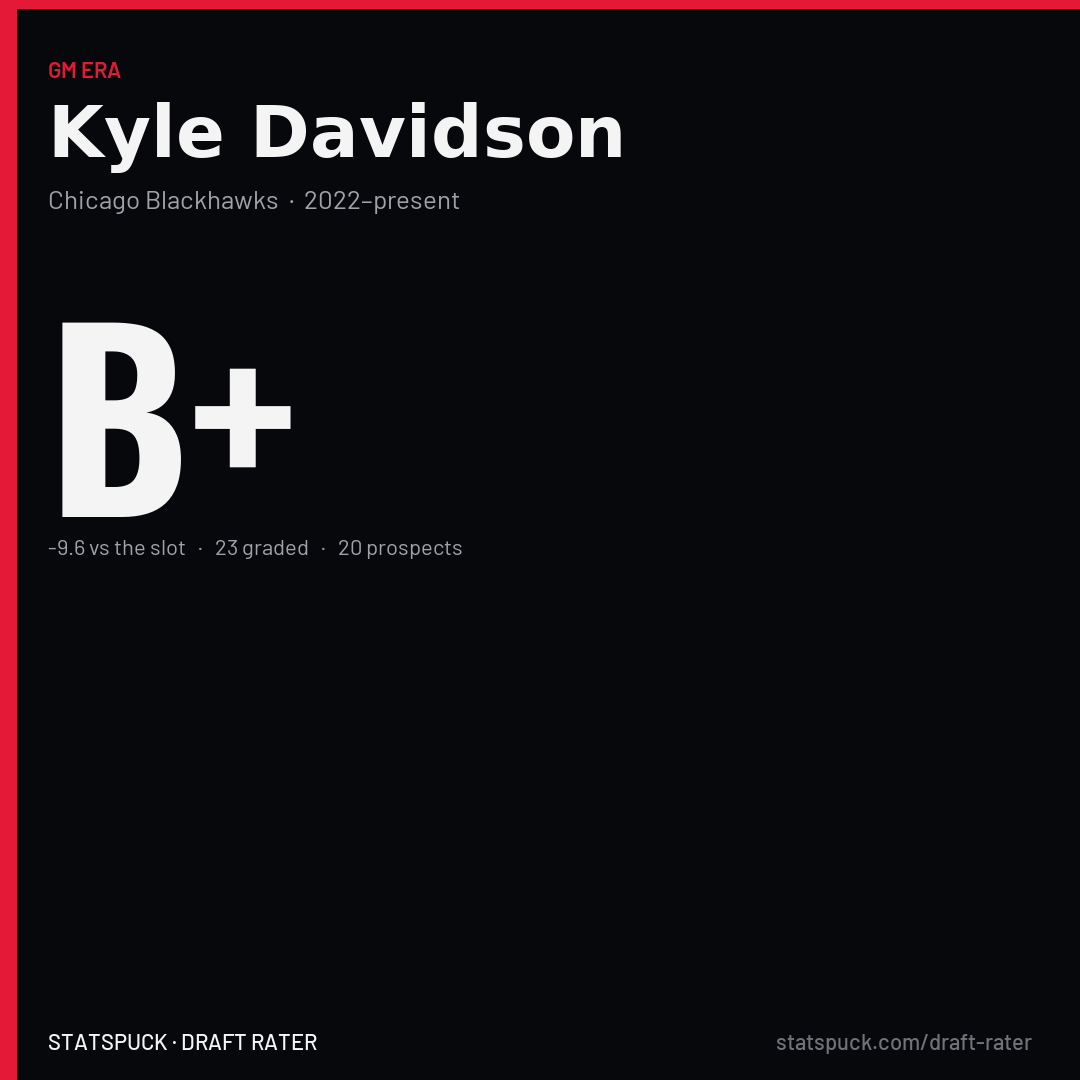 GM ERA
Kyle Davidson
Chicago Blackhawks · 2022–present
B+
-9.6 vs the slot · 23 graded · 20 prospects
STATSPUCK · DRAFT RATER
statspuck.com/draft-rater